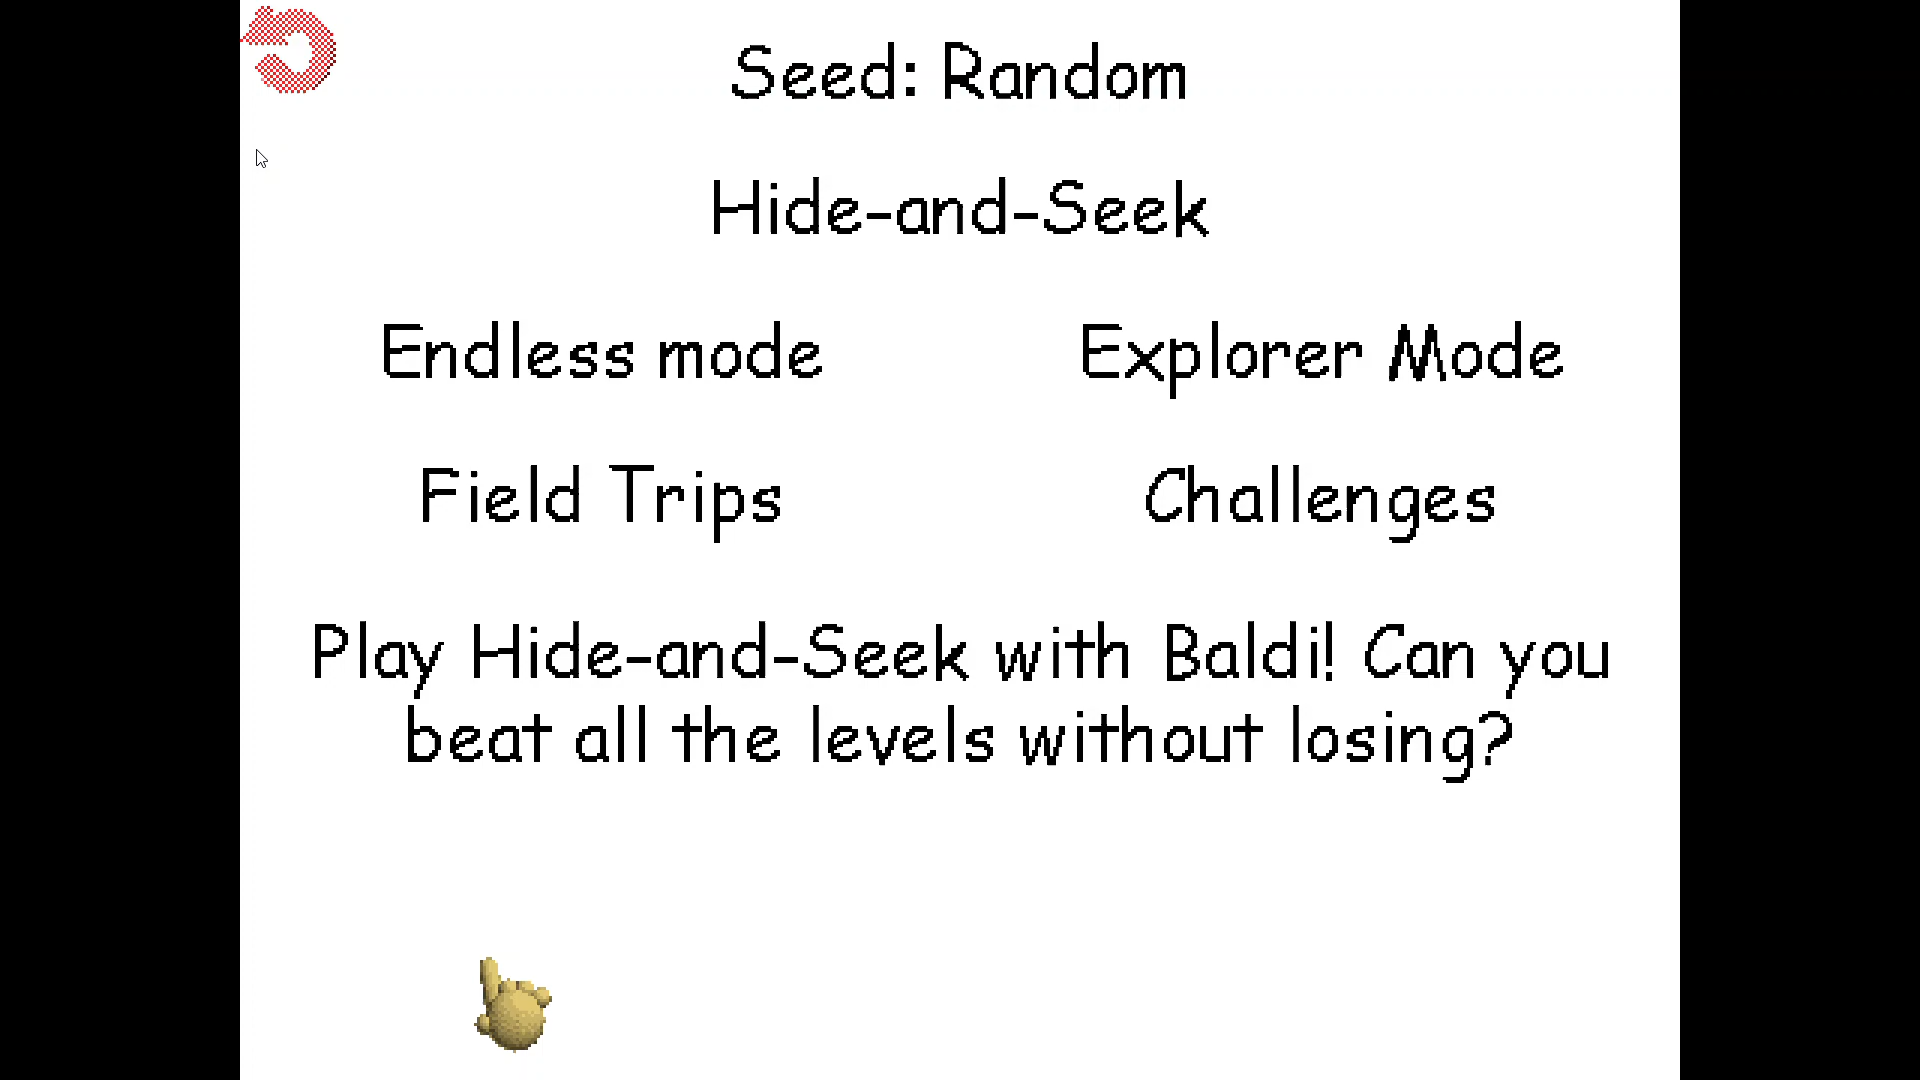 Seed: Random
Hide-and-Seek
Endless mode
Explorer Mode
Field Trips
Challenges
Play Hide-and-Seek with Baldi! Can you
beat all the levels without losing?